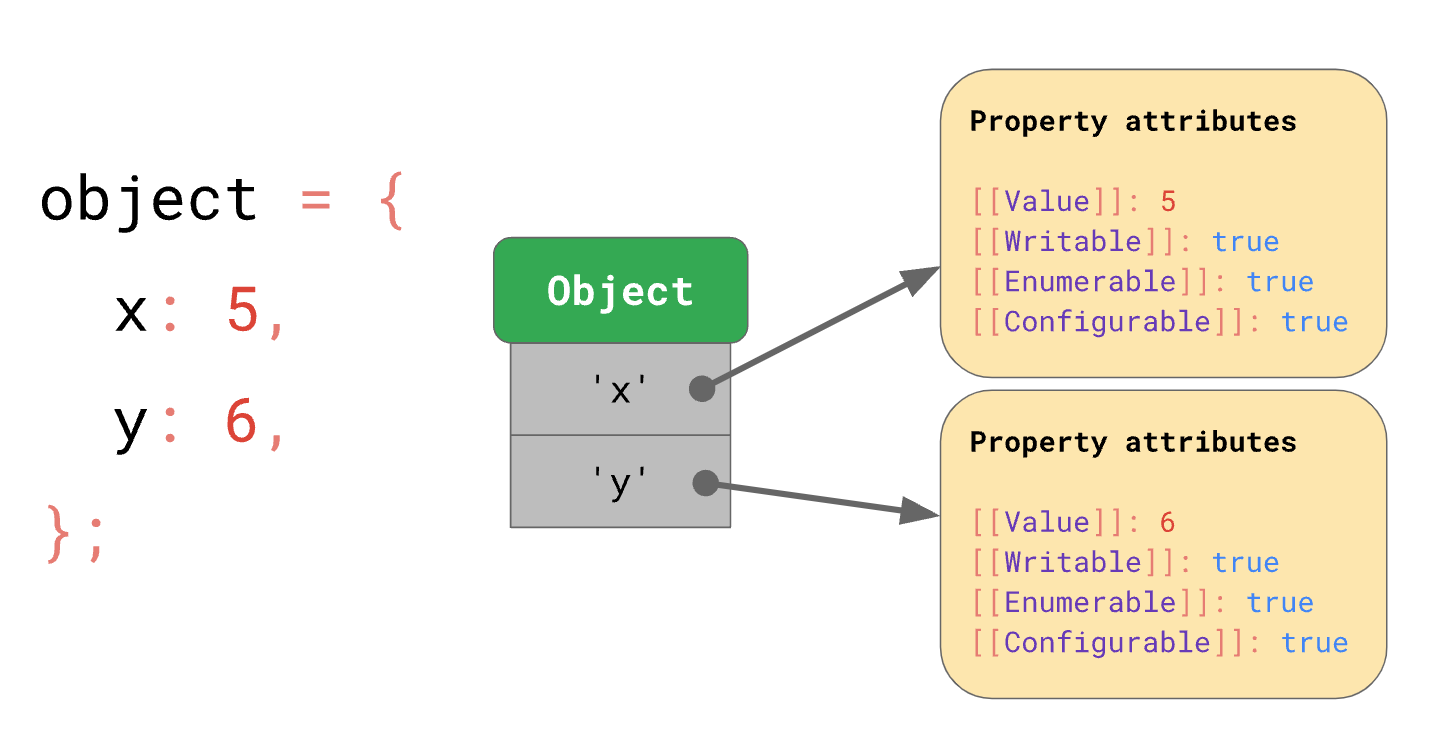 object = {
x: 5,
y: 6,
};
Object
'x'
'y'
Property attributes
[[Value]]: 5
[[Writable]]: true
[[Enumerable]]: true
[[Configurable]]: true
Property attributes
[[Value]]: 6
[[Writable]]: true
[[Enumerable]]: true
[[Configurable]]: true